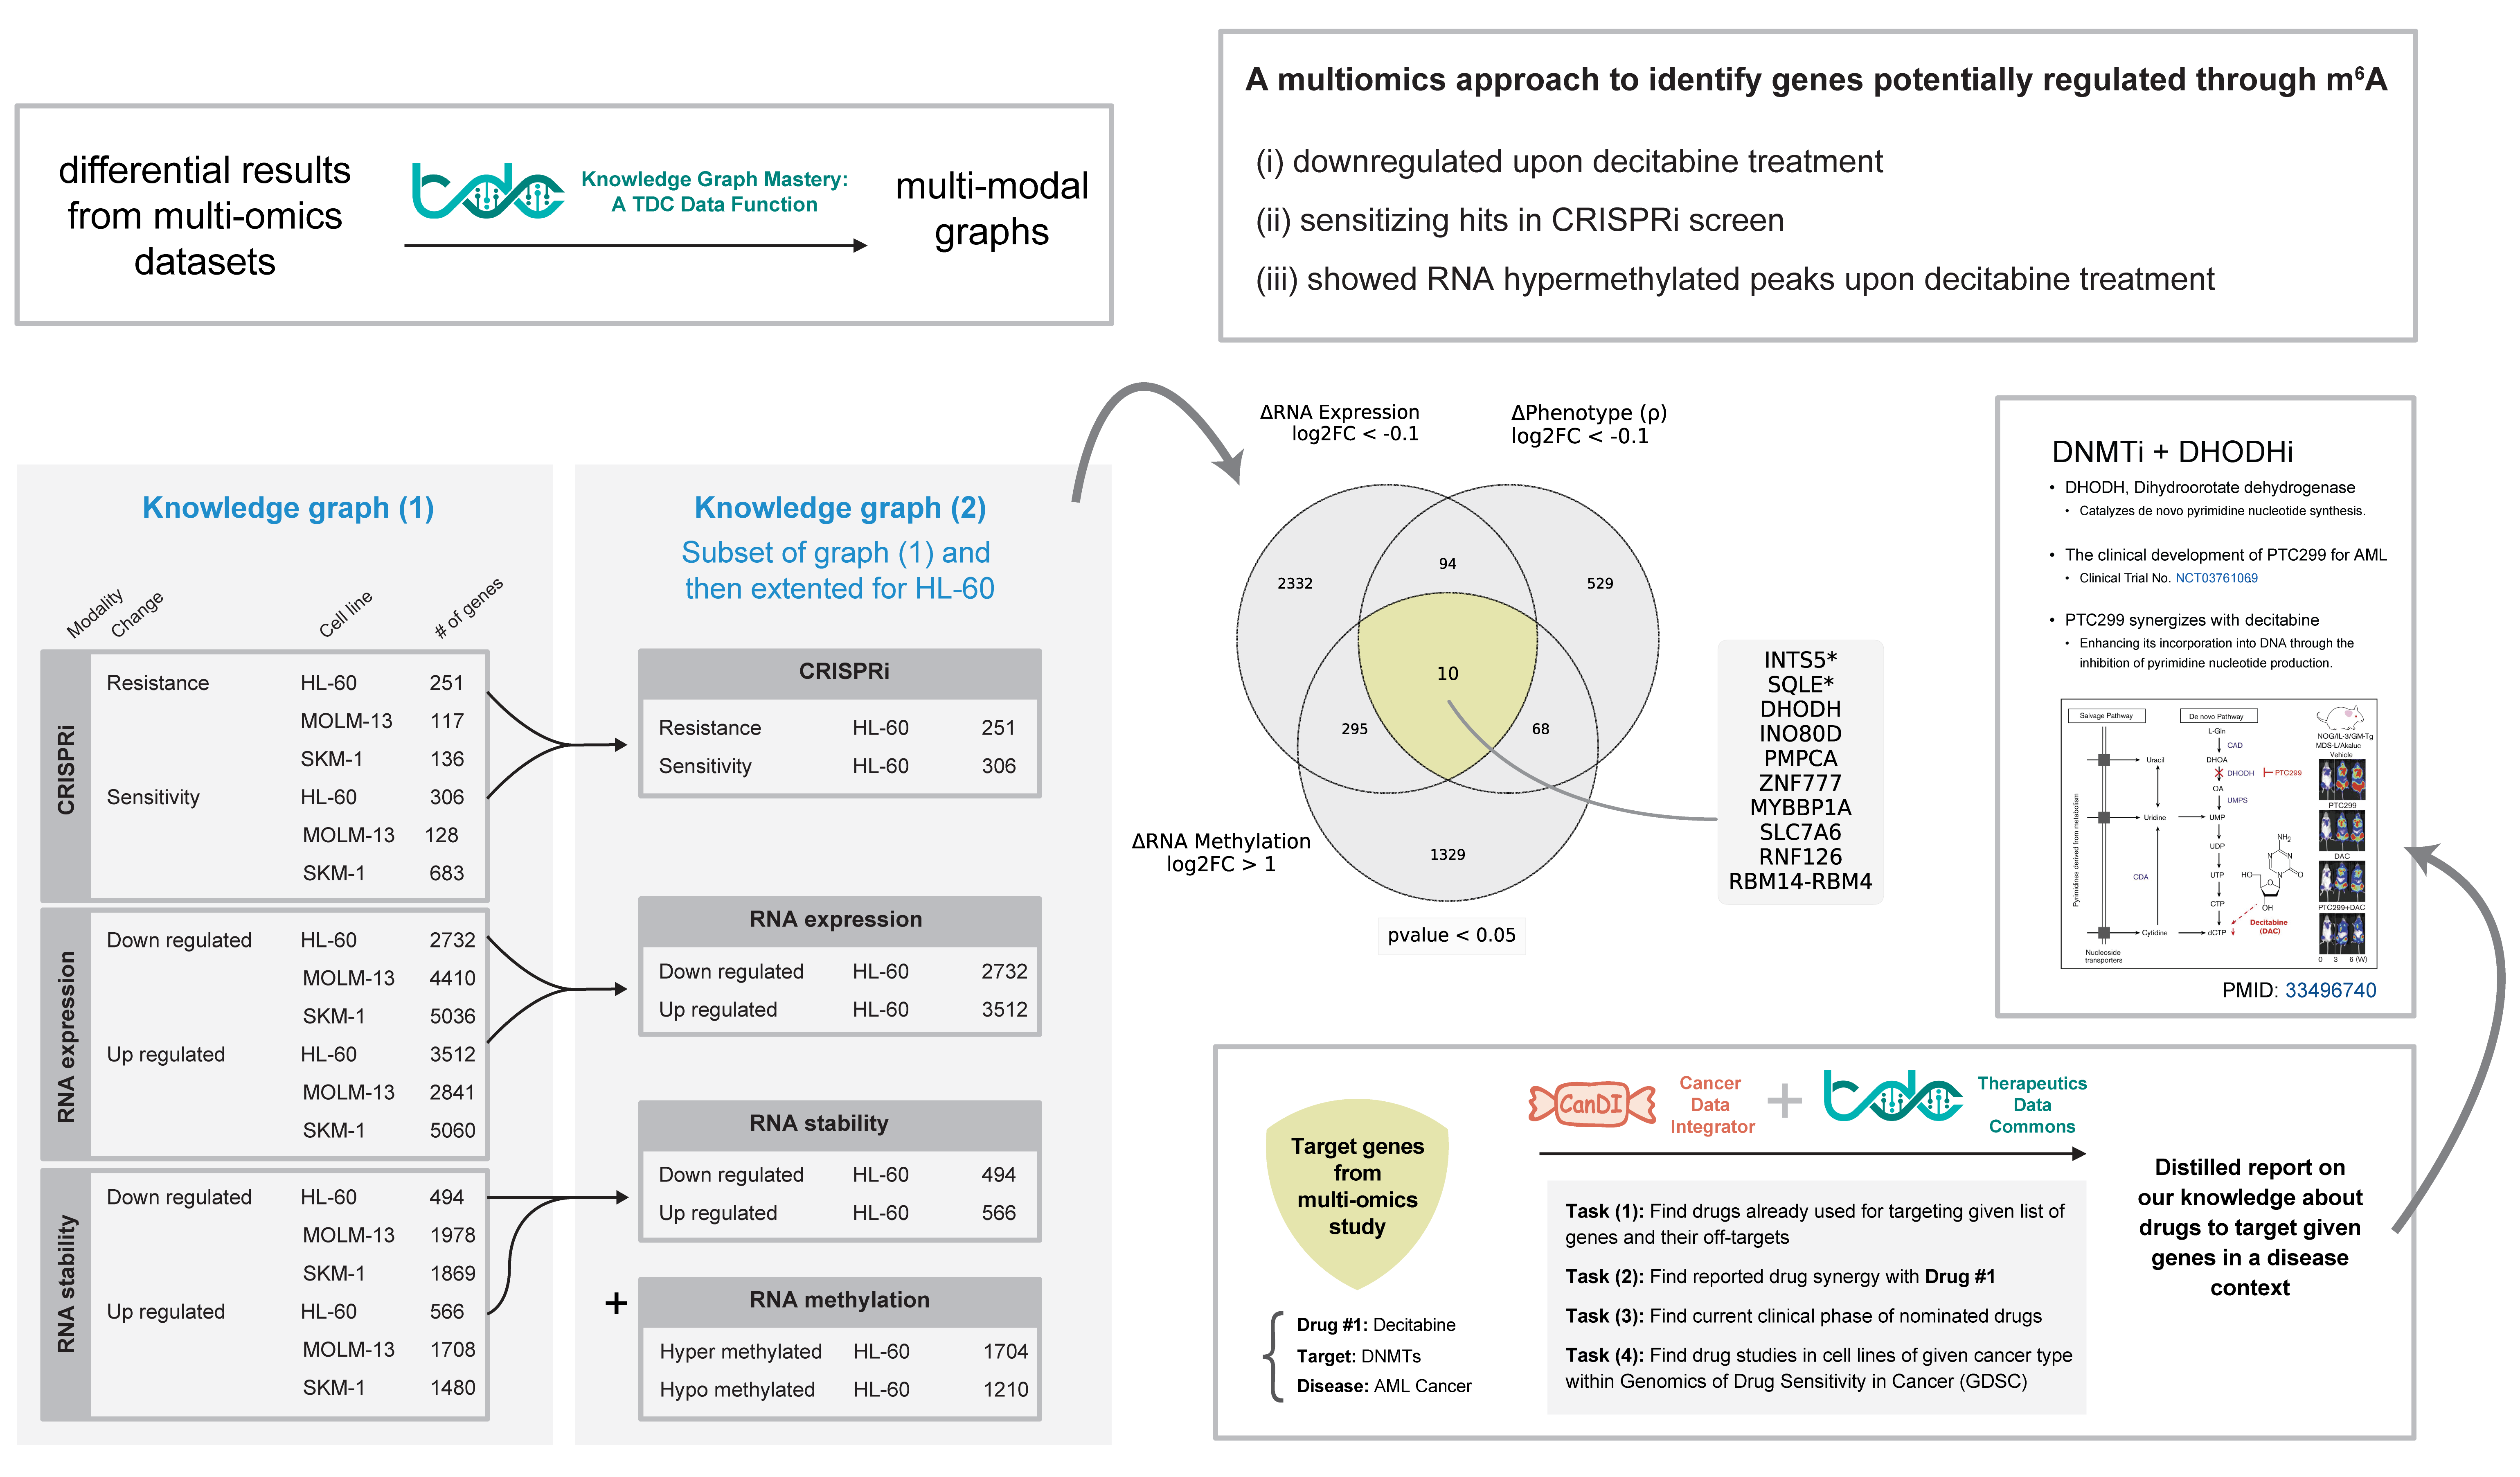 differential results
from multi-omics
datasets
Knowledge Graph Mastery:
A TDC Data Function
multi-modal
graphs
A multiomics approach to identify genes potentially regulated through m⁶A
(i) downregulated upon decitabine treatment
(ii) sensitizing hits in CRISPRi screen
(iii) showed RNA hypermethylated peaks upon decitabine treatment
Knowledge graph (1)
Modality
Change
Cell line
# of genes
CRISPRi
Resistance HL-60 251
MOLM-13 117
SKM-1 136
Sensitivity HL-60 306
MOLM-13 128
SKM-1 683
RNA expression
Down regulated HL-60 2732
MOLM-13 4410
SKM-1 5036
Up regulated HL-60 3512
MOLM-13 2841
SKM-1 5060
RNA stability
Down regulated HL-60 494
MOLM-13 1978
SKM-1 1869
Up regulated HL-60 566
MOLM-13 1708
SKM-1 1480
Knowledge graph (2)
Subset of graph (1) and
then extented for HL-60
CRISPRi
Resistance HL-60 251
Sensitivity HL-60 306
RNA expression
Down regulated HL-60 2732
Up regulated HL-60 3512
RNA stability
Down regulated HL-60 494
Up regulated HL-60 566
+
RNA methylation
Hyper methylated HL-60 1704
Hypo methylated HL-60 1210
ΔRNA Expression
log2FC < -0.1
ΔPhenotype (ρ)
log2FC < -0.1
2332
94
529
10
295
68
1329
ΔRNA Methylation
log2FC > 1
pvalue < 0.05
INTS5*
SQLE*
DHODH
INO80D
PMPCA
ZNF777
MYBBP1A
SLC7A6
RNF126
RBM14-RBM4
DNMTi + DHODHi
• DHODH, Dihydroorotate dehydrogenase
• Catalyzes de novo pyrimidine nucleotide synthesis.
• The clinical development of PTC299 for AML
• Clinical Trial No. NCT03761069
• PTC299 synergizes with decitabine
• Enhancing its incorporation into DNA through the
inhibition of pyrimidine nucleotide production.
Salvage Pathway
De novo Pathway
Pyrimidines derived from metabolism
L-Gln
CAD
DHOA
DHODH
PTC299
OA
UMPS
UMP
UDP
UTP
CTP
dCTP
Uracil
Uridine
CDA
Cytidine
Nucleoside
transporters
NH₂
N
N
O
HO
O
OH
Decitabine
(DAC)
NOG/IL-3/GM-Tg
MDS-L/Akaluc
Vehicle
PTC299
DAC
PTC299+DAC
0 3 6 (W)
PMID: 33496740
Target genes
from
multi-omics
study
Drug #1: Decitabine
Target: DNMTs
Disease: AML Cancer
CanDI
Cancer
Data
Integrator
+
Therapeutics
Data
Commons
Task (1): Find drugs already used for targeting given list of
genes and their off-targets
Task (2): Find reported drug synergy with Drug #1
Task (3): Find current clinical phase of nominated drugs
Task (4): Find drug studies in cell lines of given cancer type
within Genomics of Drug Sensitivity in Cancer (GDSC)
Distilled report on
our knowledge about
drugs to target given
genes in a disease
context